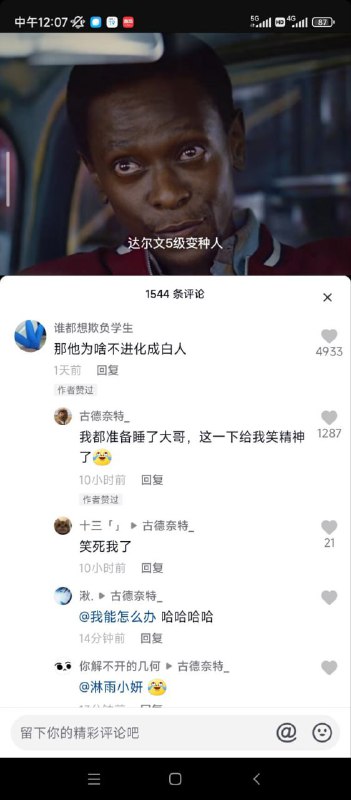 中午12:07
5G
HD
4G
87
达尔文5级变种人
1544 条评论
谁都想欺负学生
那他为啥不进化成白人
4933
1天前 回复
作者赞过
古德奈特_
我都准备睡了大哥，这一下给我笑精神
了😂
1287
10小时前 回复
作者赞过
十三「」 ▶ 古德奈特_
笑死我了
21
10小时前 回复
湫. ▶ 古德奈特_
@我能怎么办 哈哈哈哈
14分钟前 回复
你解不开的几何 ▶ 古德奈特_
@淋雨小妍 😂
留下你的精彩评论吧
@